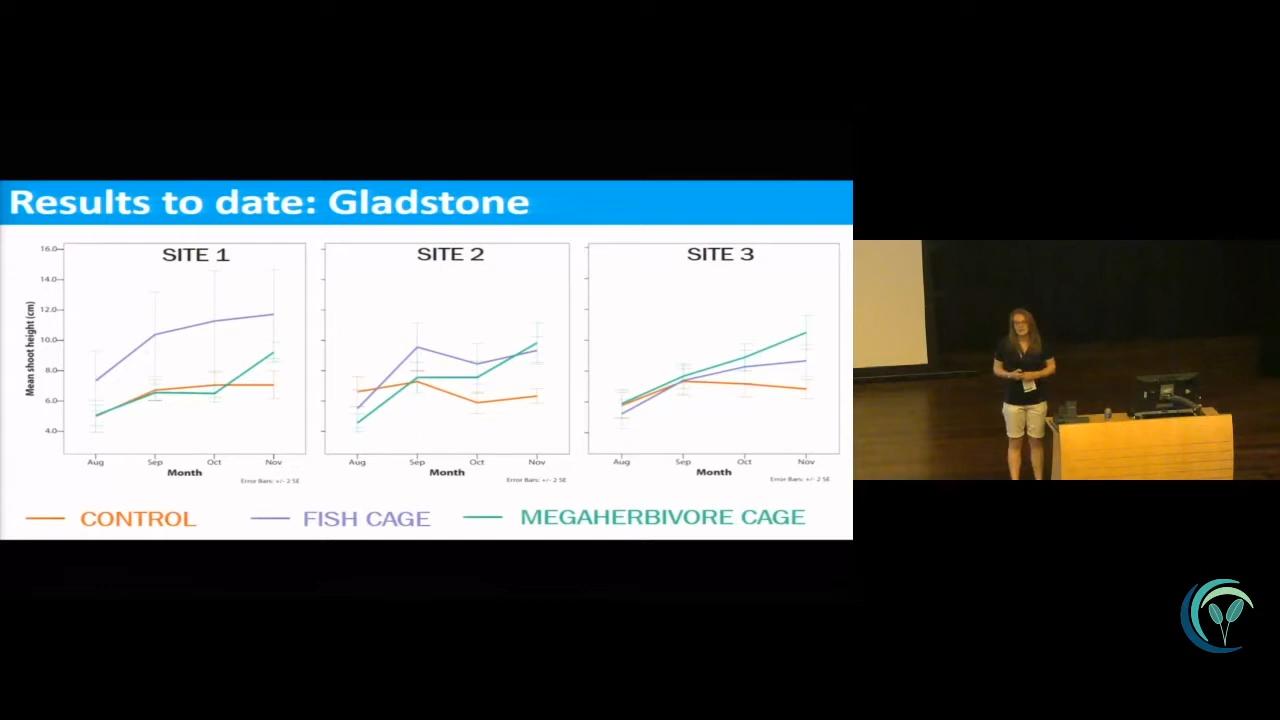 Results to date: Gladstone
SITE 1
SITE 2
SITE 3
16.0
14.0
12.0
10.0
8.0
6.0
4.0
Mean shoot height (cm)
Aug Sep Oct Nov
Aug Sep Oct Nov
Aug Sep Oct Nov
Month
Month
Month
Error Bars: +/- 2 SE
Error Bars: +/- 2 SE
Error Bars: +/- 2 SE
CONTROL
FISH CAGE
MEGAHERBIVORE CAGE